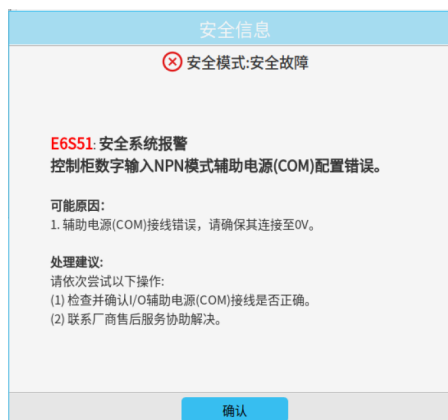 安全信息
安全模式:安全故障
E6S51: 安全系统报警
控制柜数字输入NPN模式辅助电源(COM)配置错误。
可能原因：
1. 辅助电源(COM)接线错误，请确保其连接至0V。
处理建议:
请依次尝试以下操作:
(1) 检查并确认I/O辅助电源(COM)接线是否正确。
(2) 联系厂商售后服务协助解决。
确认